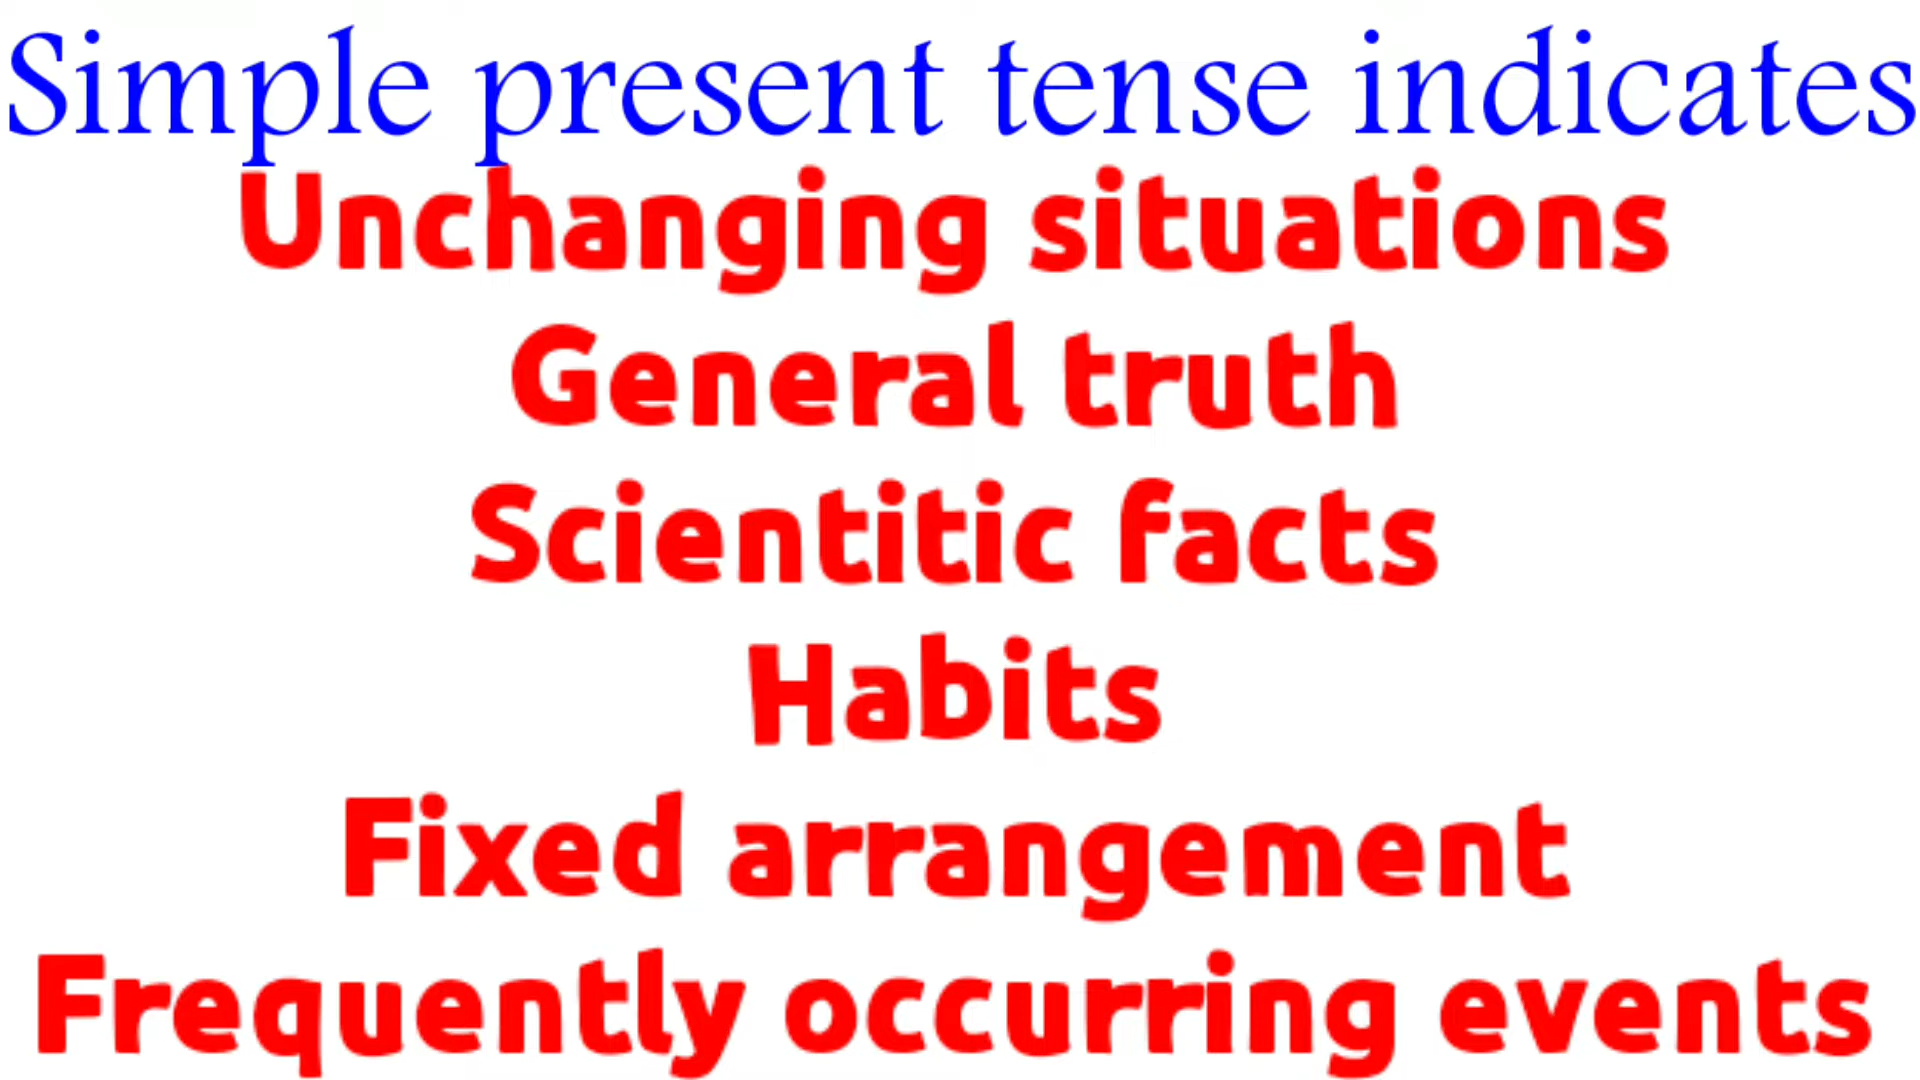 Simple present tense indicates
Unchanging situations
General truth
Scientitic facts
Habits
Fixed arrangement
Frequently occurring events